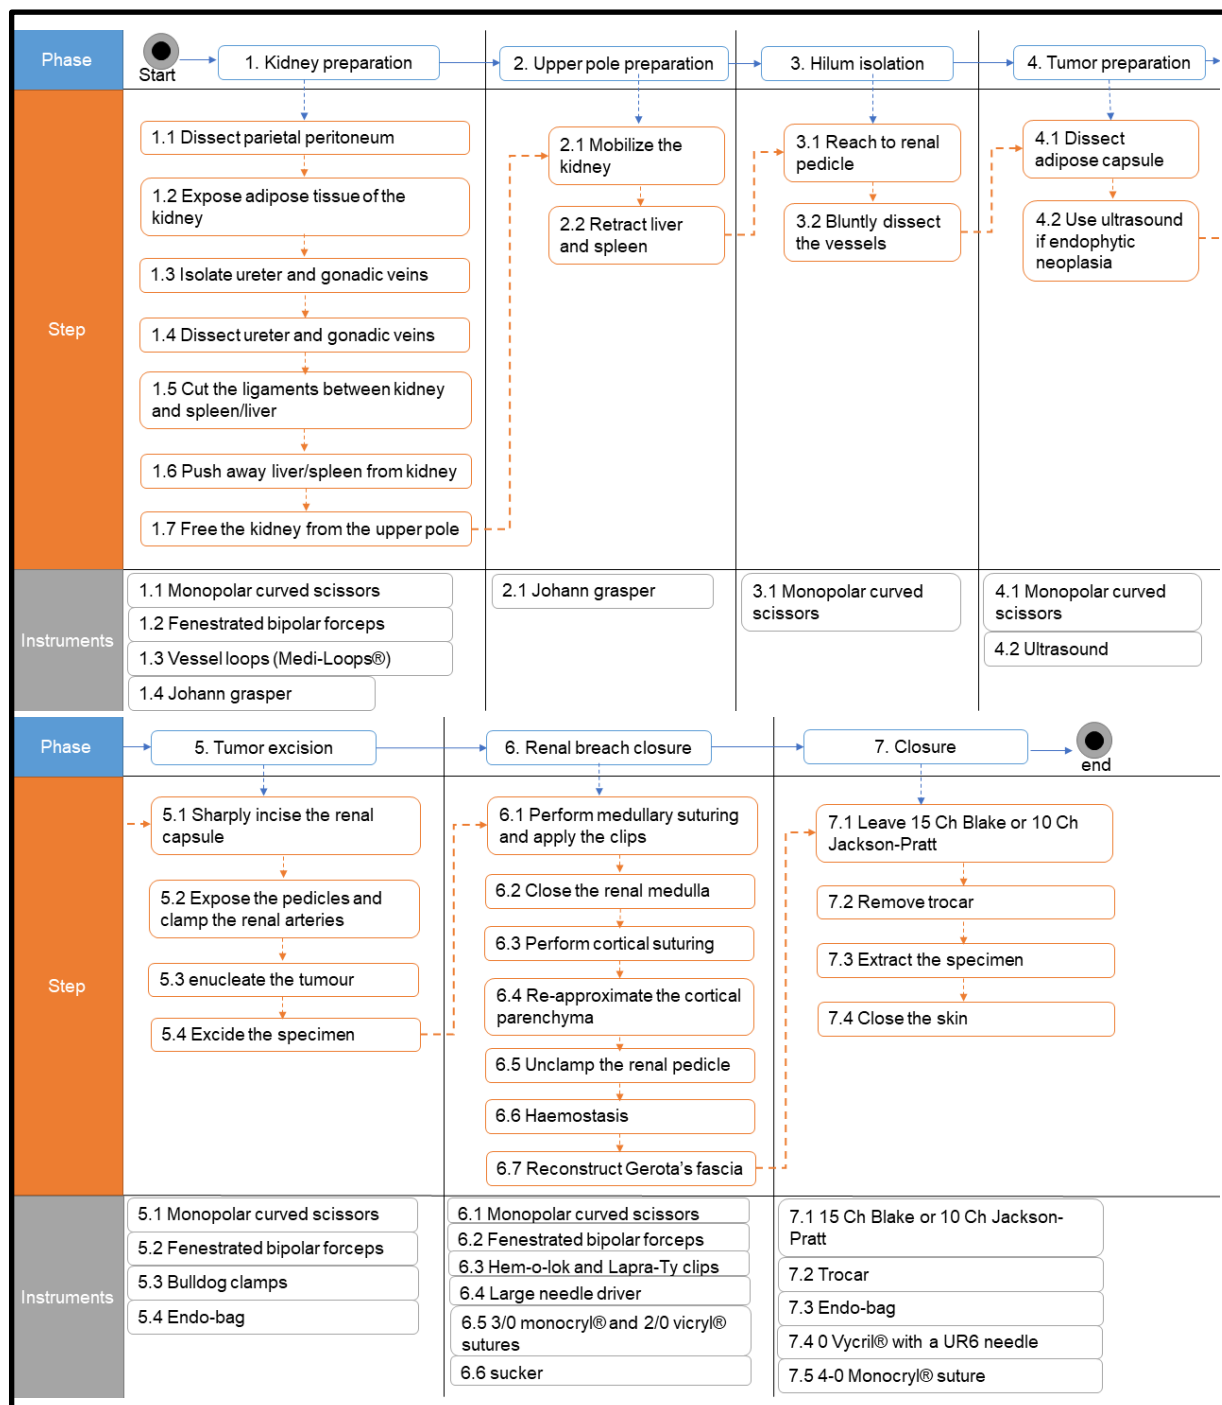 Phase
Start
1. Kidney preparation
2. Upper pole preparation
3. Hilum isolation
4. Tumor preparation
Step
1.1 Dissect parietal peritoneum
1.2 Expose adipose tissue of the
kidney
1.3 Isolate ureter and gonadic veins
1.4 Dissect ureter and gonadic veins
1.5 Cut the ligaments between kidney
and spleen/liver
1.6 Push away liver/spleen from kidney
1.7 Free the kidney from the upper pole
2.1 Mobilize the
kidney
2.2 Retract liver
and spleen
3.1 Reach to renal
pedicle
3.2 Bluntly dissect
the vessels
4.1 Dissect
adipose capsule
4.2 Use ultrasound
if endophytic
neoplasia
Instruments
1.1 Monopolar curved scissors
1.2 Fenestrated bipolar forceps
1.3 Vessel loops (Medi-Loops®)
1.4 Johann grasper
2.1 Johann grasper
3.1 Monopolar curved
scissors
4.1 Monopolar curved
scissors
4.2 Ultrasound
Phase
5. Tumor excision
6. Renal breach closure
7. Closure
end
Step
5.1 Sharply incise the renal
capsule
5.2 Expose the pedicles and
clamp the renal arteries
5.3 enucleate the tumour
5.4 Excide the specimen
6.1 Perform medullary suturing
and apply the clips
6.2 Close the renal medulla
6.3 Perform cortical suturing
6.4 Re-approximate the cortical
parenchyma
6.5 Unclamp the renal pedicle
6.6 Haemostasis
6.7 Reconstruct Gerota's fascia
7.1 Leave 15 Ch Blake or 10 Ch
Jackson-Pratt
7.2 Remove trocar
7.3 Extract the specimen
7.4 Close the skin
Instruments
5.1 Monopolar curved scissors
5.2 Fenestrated bipolar forceps
5.3 Bulldog clamps
5.4 Endo-bag
6.1 Monopolar curved scissors
6.2 Fenestrated bipolar forceps
6.3 Hem-o-lok and Lapra-Ty clips
6.4 Large needle driver
6.5 3/0 monocryl® and 2/0 vicryl®
sutures
6.6 sucker
7.1 15 Ch Blake or 10 Ch Jackson-
Pratt
7.2 Trocar
7.3 Endo-bag
7.4 0 Vycril® with a UR6 needle
7.5 4-0 Monocryl® suture